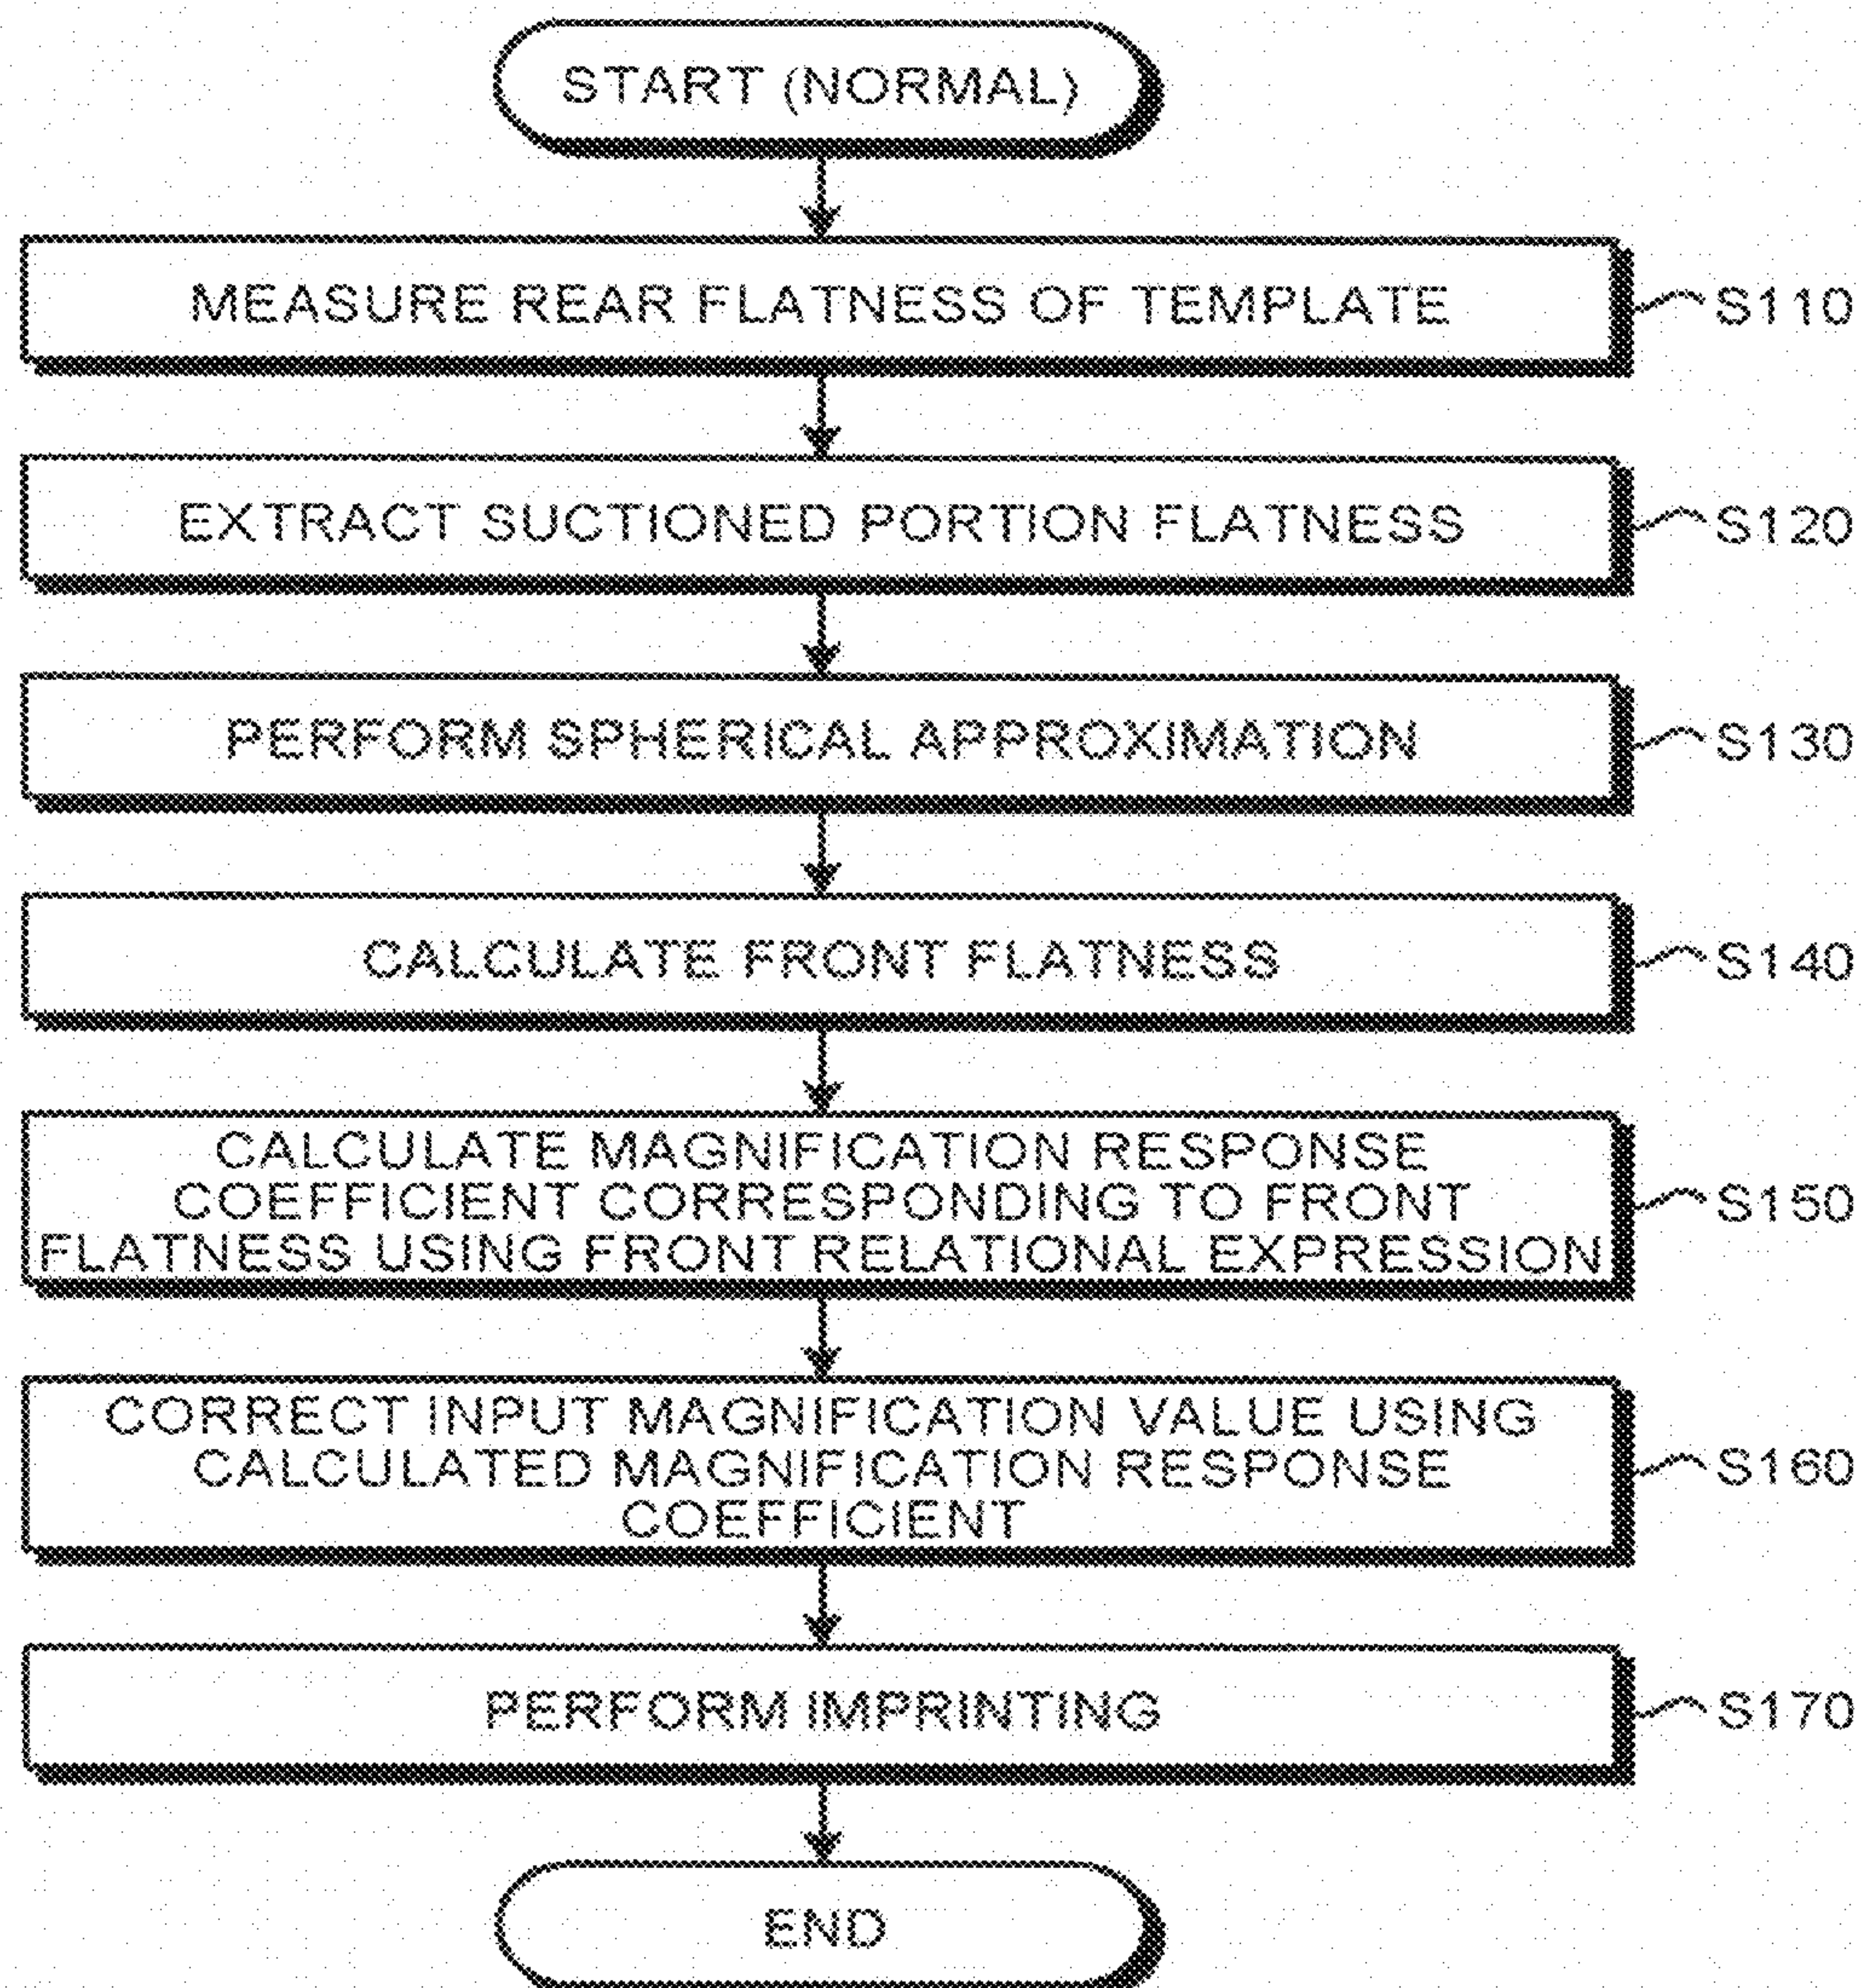 START (NORMAL)
MEASURE REAR FLATNESS OF TEMPLATE
S110
EXTRACT SUCTIONED PORTION FLATNESS
S120
PERFORM SPHERICAL APPROXIMATION
S130
CALCULATE FRONT FLATNESS
S140
CALCULATE MAGNIFICATION RESPONSE
COEFFICIENT CORRESPONDING TO FRONT
FLATNESS USING FRONT RELATIONAL EXPRESSION
S150
CORRECT INPUT MAGNIFICATION VALUE USING
CALCULATED MAGNIFICATION RESPONSE
COEFFICIENT
S160
PERFORM IMPRINTING
S170
END